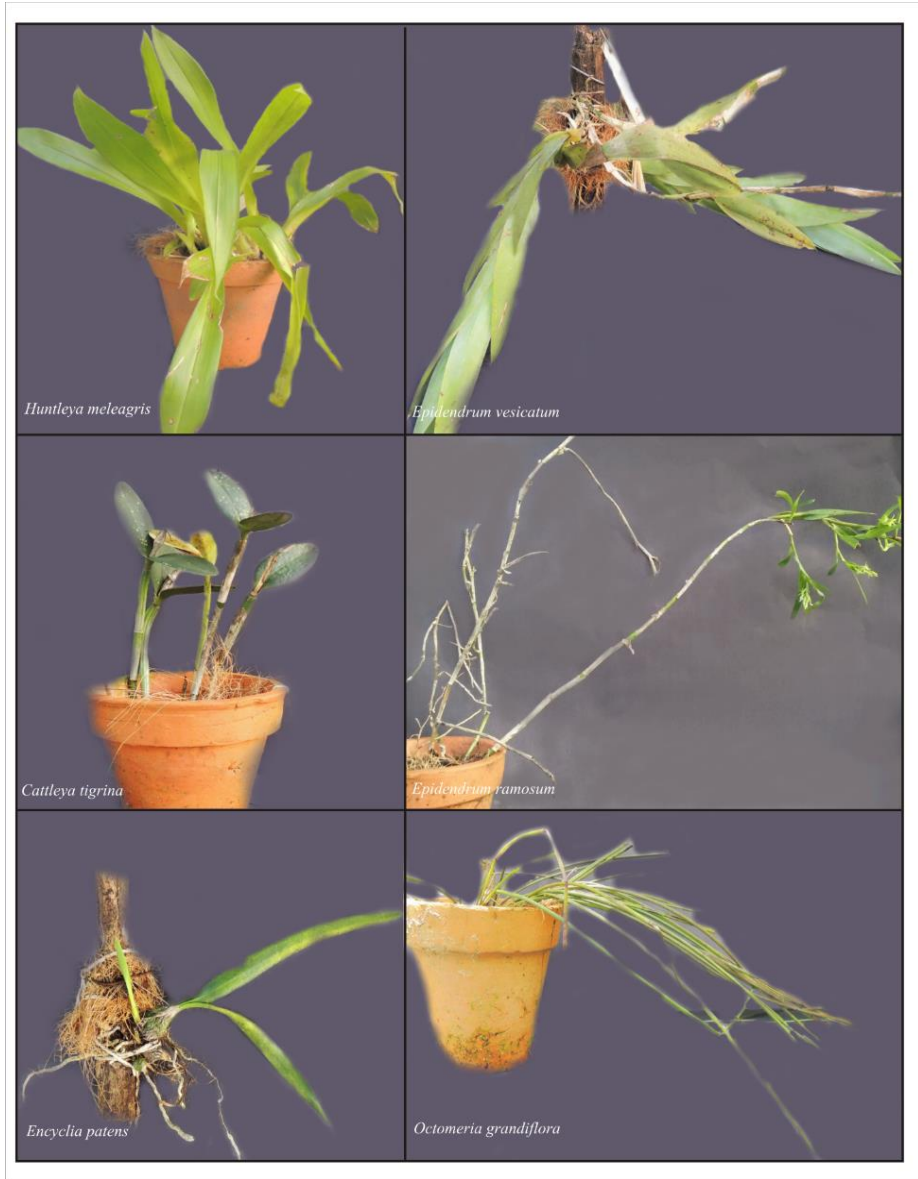 Huntleya meleagris
Epidendrum vesicatum
Cattleya tigrina
Epidendrum ramosum
Encyclia patens
Octomeria grandiflora